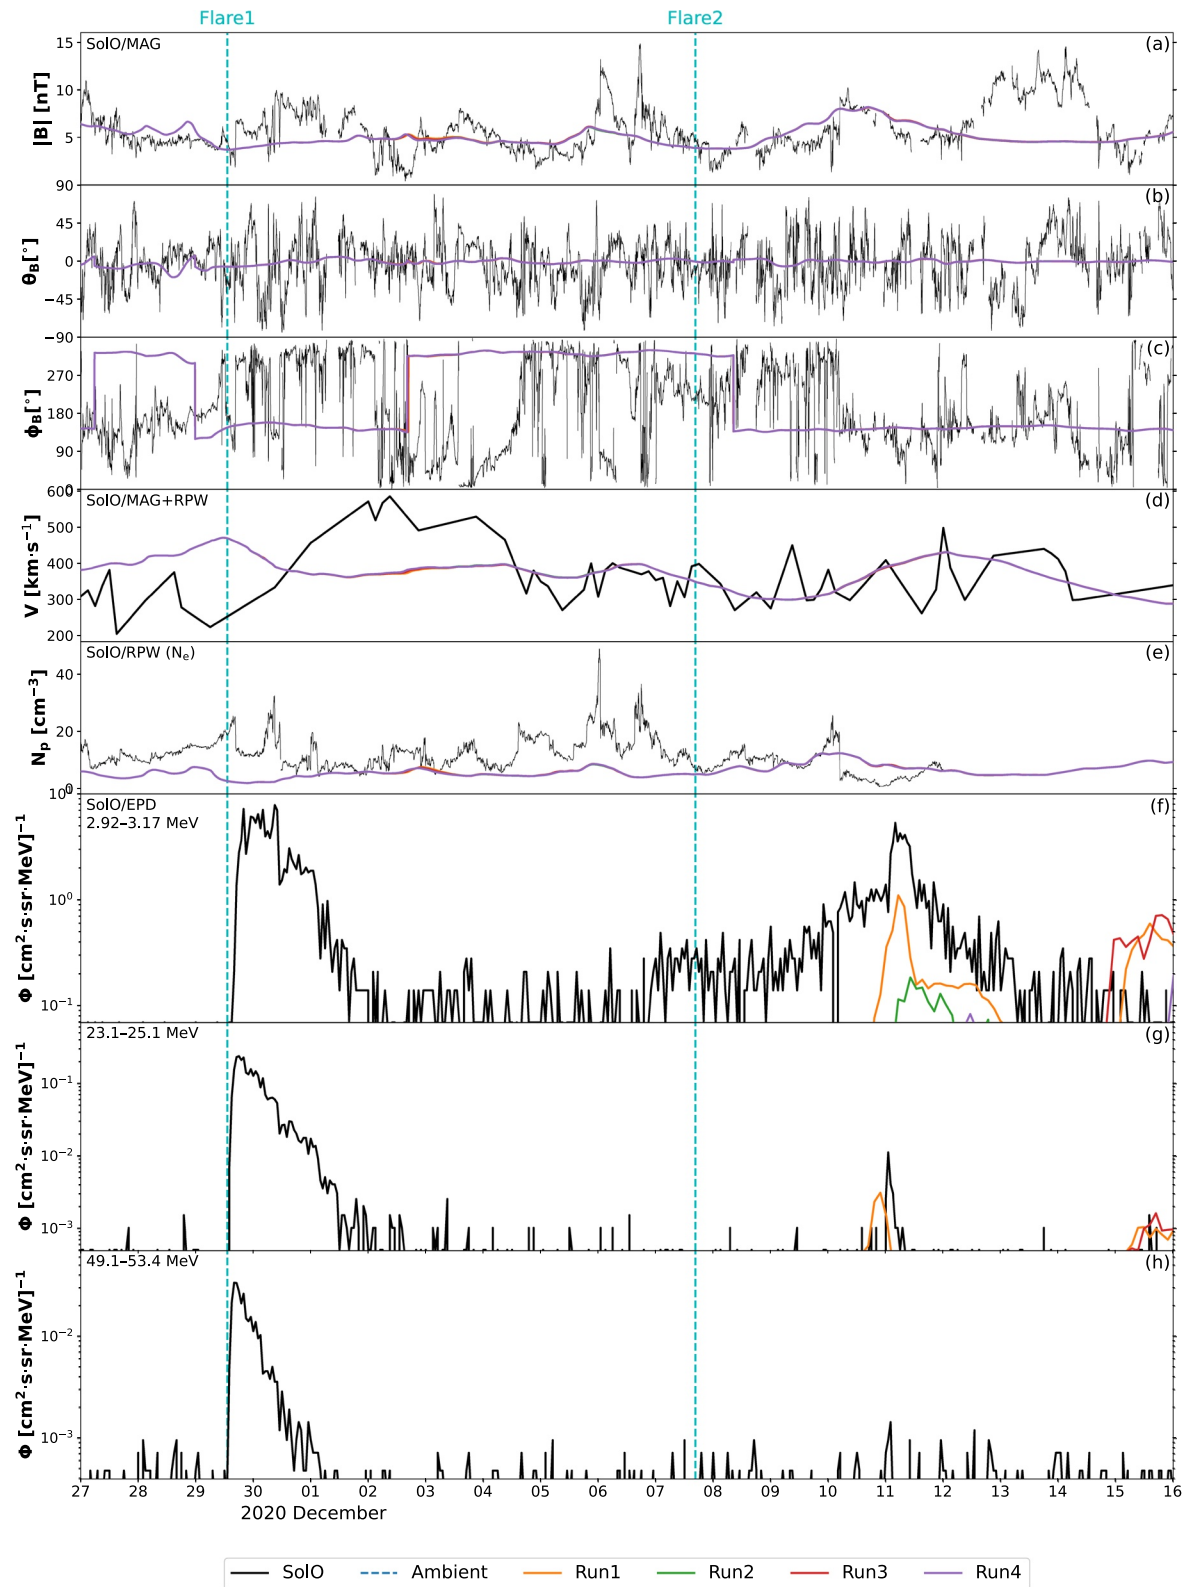 Flare1 Flare2
SolO/MAG (a)
|B| [nT]
15
10
5
(b)
θ_B[°]
90
45
0
−45
−90
(c)
ϕ_B[°]
270
180
90
0
SolO/MAG+RPW (d)
V [km·s⁻¹]
600
500
400
300
200
SolO/RPW (Nₑ) (e)
Nₚ [cm⁻³]
40
20
0
SolO/EPD (f)
2.92–3.17 MeV
Φ [cm²·s·sr·MeV]⁻¹
10⁰
10⁻¹
23.1–25.1 MeV (g)
Φ [cm²·s·sr·MeV]⁻¹
10⁻¹
10⁻²
10⁻³
49.1–53.4 MeV (h)
Φ [cm²·s·sr·MeV]⁻¹
10⁻²
10⁻³
27 28 29 30 01 02 03 04 05 06 07 08 09 10 11 12 13 14 15 16
2020 December
SolO Ambient Run1 Run2 Run3 Run4